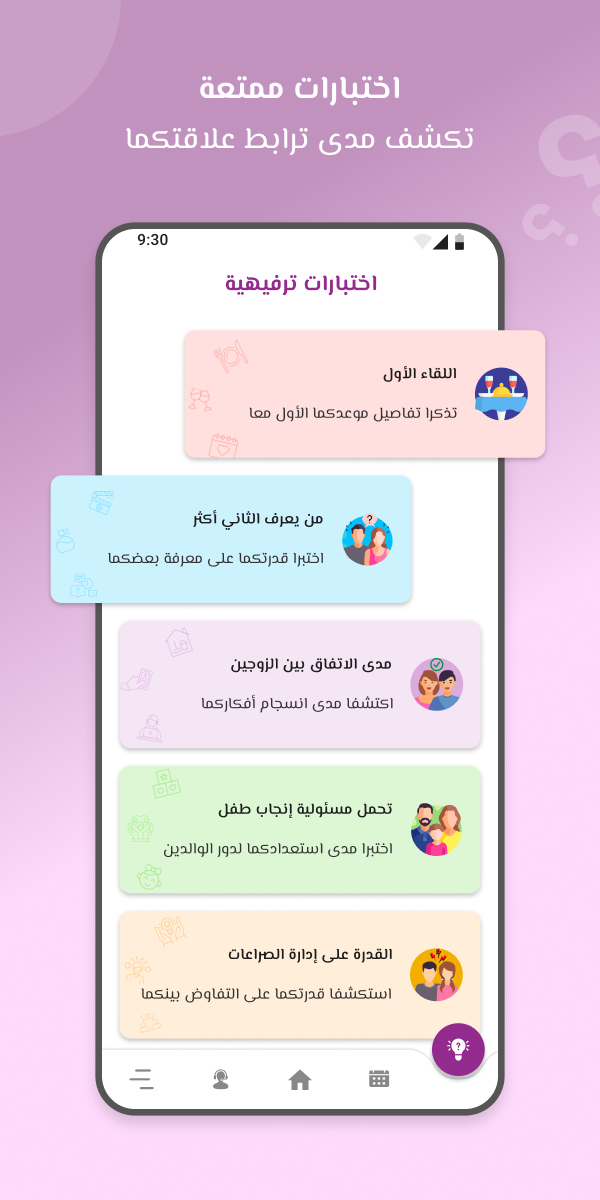 اختبارات ممتعة
تكشف مدى ترابط علاقتكما
9:30
اختبارات ترفيهية
اللقاء الأول
تذكرا تفاصيل موعدكما الأول معا
من يعرف الثاني أكثر
اختبرا قدرتكما على معرفة بعضكما
مدى الاتفاق بين الزوجين
اكتشفا مدى انسجام أفكاركما
تحمل مسئولية إنجاب طفل
اختبرا مدى استعدادكما لدور الوالدين
القدرة على إدارة الصراعات
استكشفا قدرتكما على التفاوض بينكما